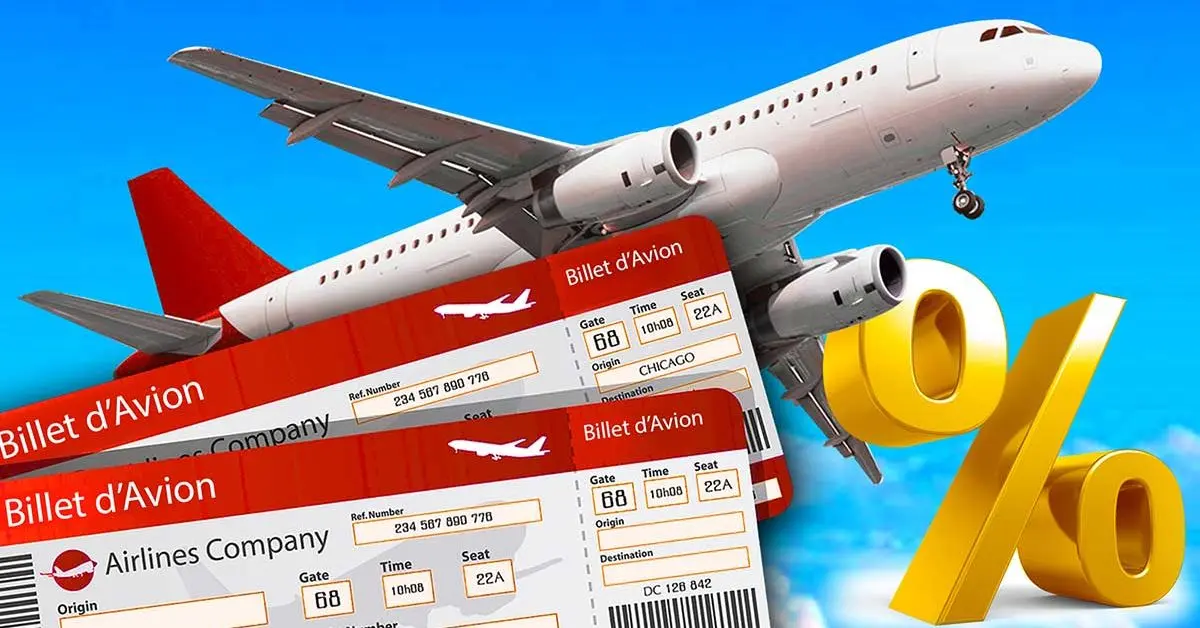 Billet d'Avion
Billet d'Avion
Gate
Time
Seat
68
10h08
22A
Origin
CHICAGO
Destination
Ref.Number
234 567 890 776
Company
Seat
Billet d'Avion
Billet d'Avion
Airlines Company
Ref.Number
234 567 890 776
Gate
Time
Seat
68
10h08
22A
Origin
Gate
Time
Seat
68
10h08
22A
Origin
Destination
DC 126 842
%